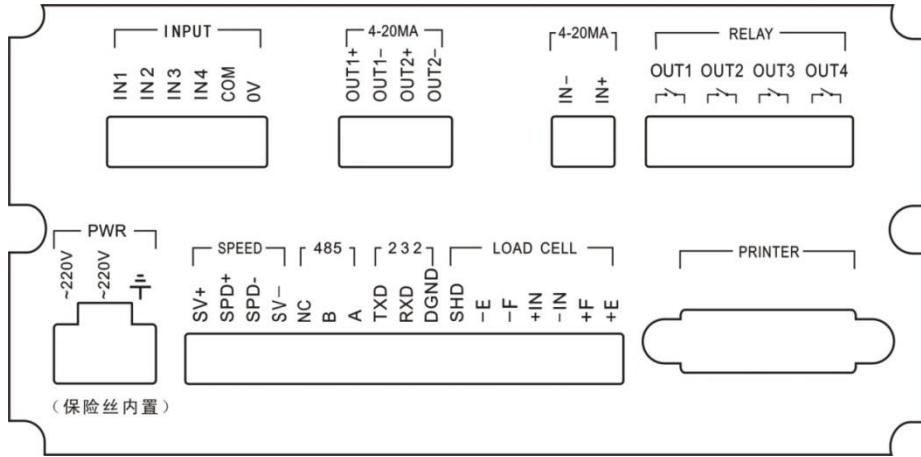 INPUT
IN1 IN2 IN3 IN4 COM 0V
4-20MA
OUT1+ OUT1- OUT2+ OUT2-
4-20MA
IN- IN+
RELAY
OUT1 OUT2 OUT3 OUT4
PWR
~220V ~220V
SPEED
SV+ SPD+ SPD- SV-
485
NC B A
232
TXD RXD DGND
LOAD CELL
SHD -E -F +IN -IN +F +E
PRINTER
(保险丝内置)